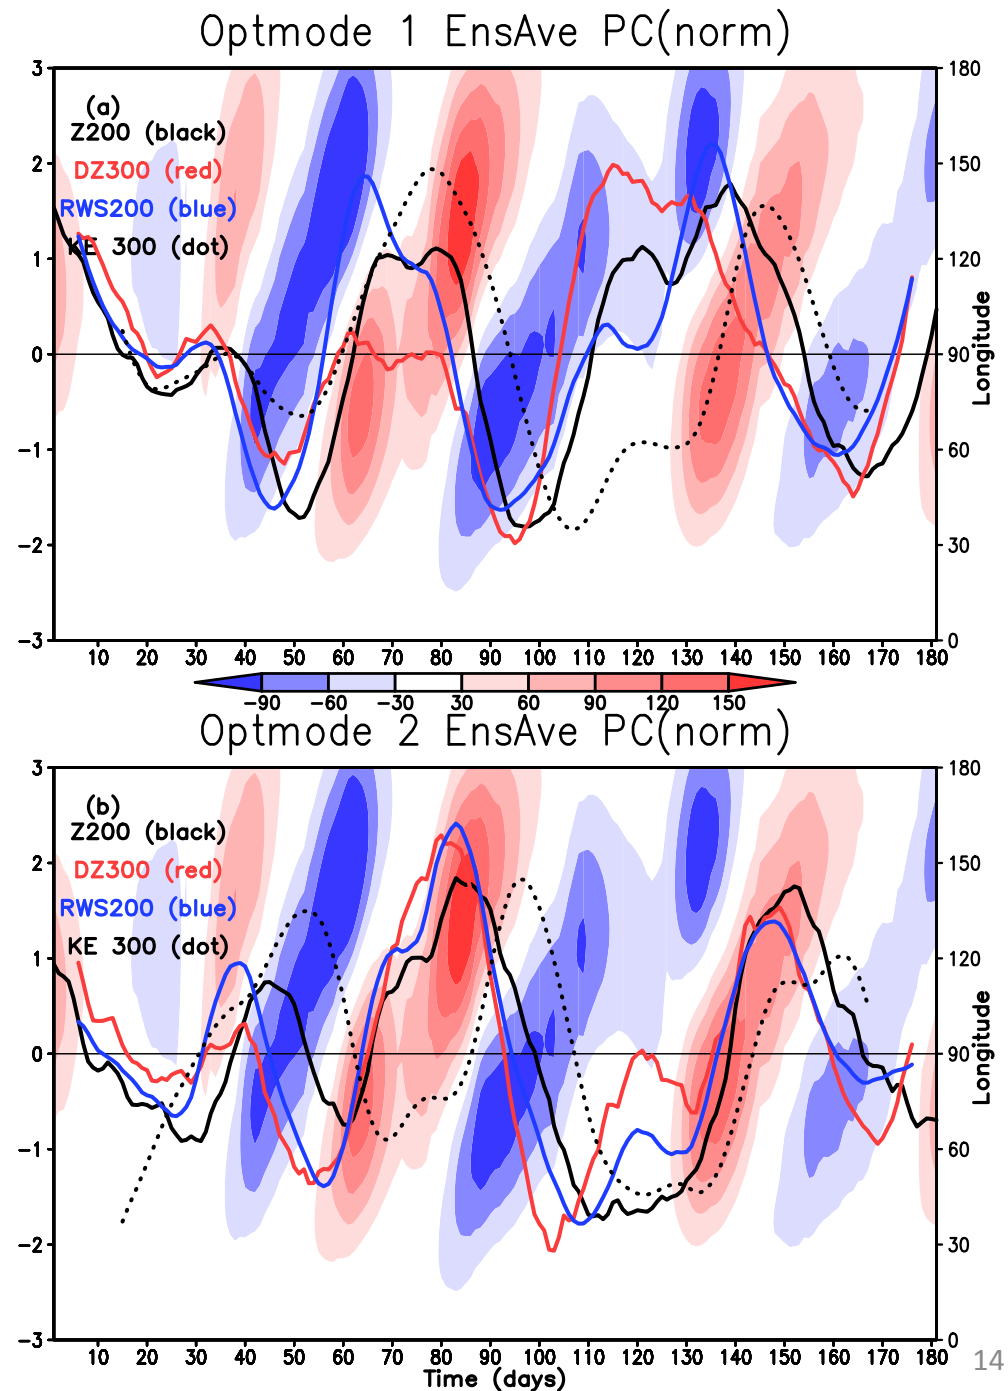 Optmode 1 EnsAve PC(norm)
3 180
(a)
Z200 (black)
2 150
DZ300 (red)
RWS200 (blue)
KE 300 (dot)
1 120
Longitude
0 90
-1 60
-2 30
-3 0
10 20 30 40 50 60 70 80 90 100 110 120 130 140 150 160 170 180
-90 -60 -30 30 60 90 120 150
Optmode 2 EnsAve PC(norm)
3 180
(b)
Z200 (black)
2 150
DZ300 (red)
RWS200 (blue)
KE 300 (dot)
1 120
Longitude
0 90
-1 60
-2 30
-3 0
10 20 30 40 50 60 70 80 90 100 110 120 130 140 150 160 170 180
Time (days)
14